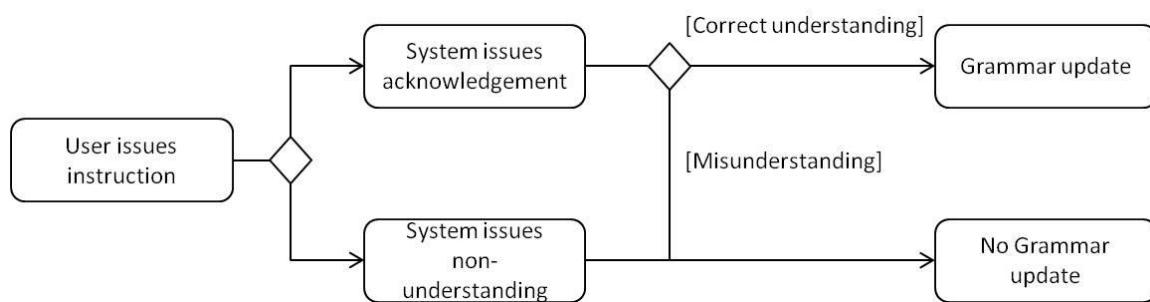 User issues
instruction
System issues
acknowledgement
System issues
non-
understanding
[Correct understanding]
[Misunderstanding]
Grammar update
No Grammar
update